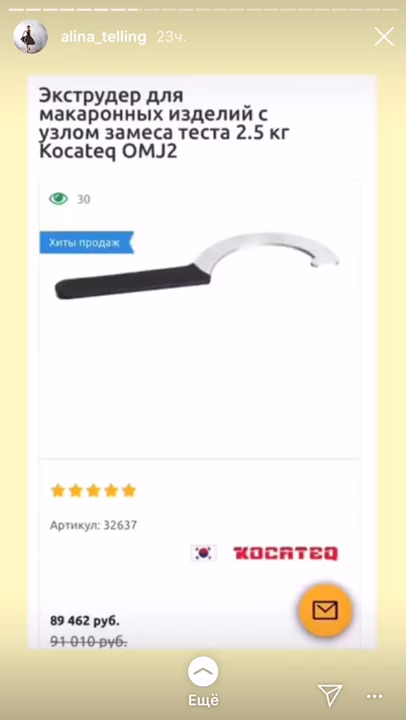 alina_telling 23ч.
Экструдер для
макаронных изделий с
узлом замеса теста 2.5 кг
Kocateq OMJ2
30
Хиты продаж
Артикул: 32637
KOCATEQ
89 462 руб.
91 010 руб.
Ещё